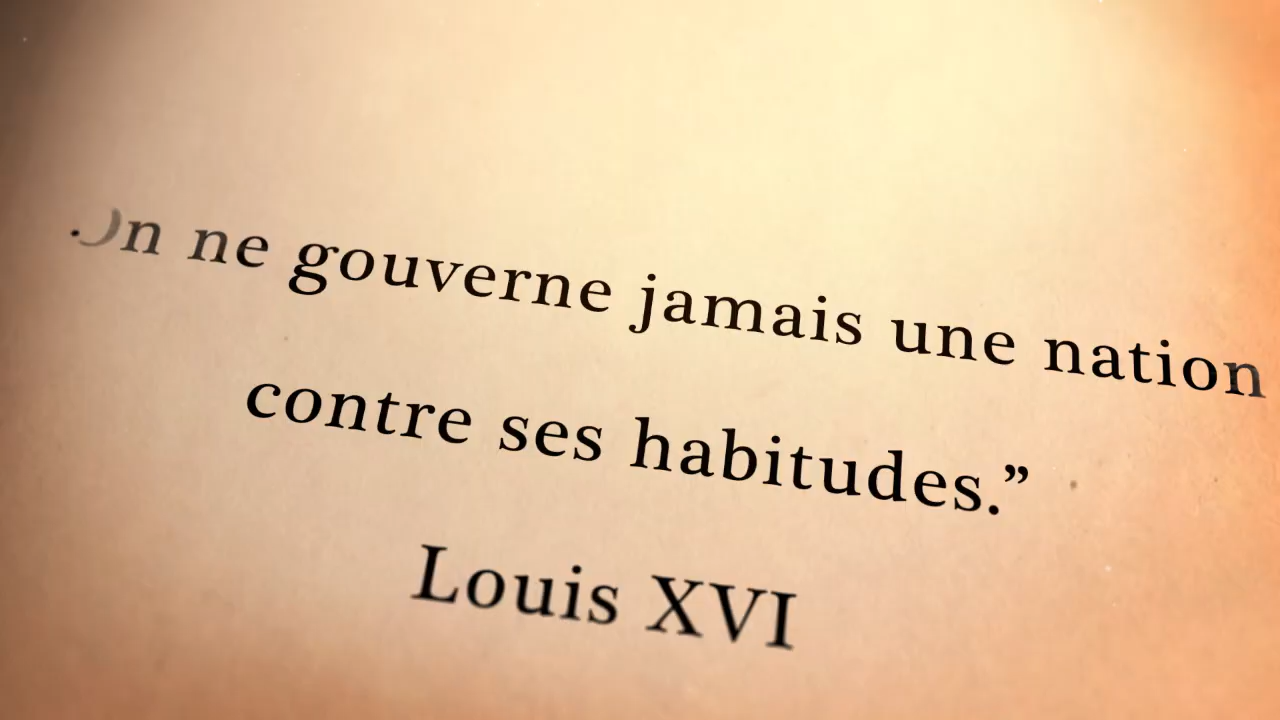 On ne gouverne jamais une nation
contre ses habitudes.”
Louis XVI